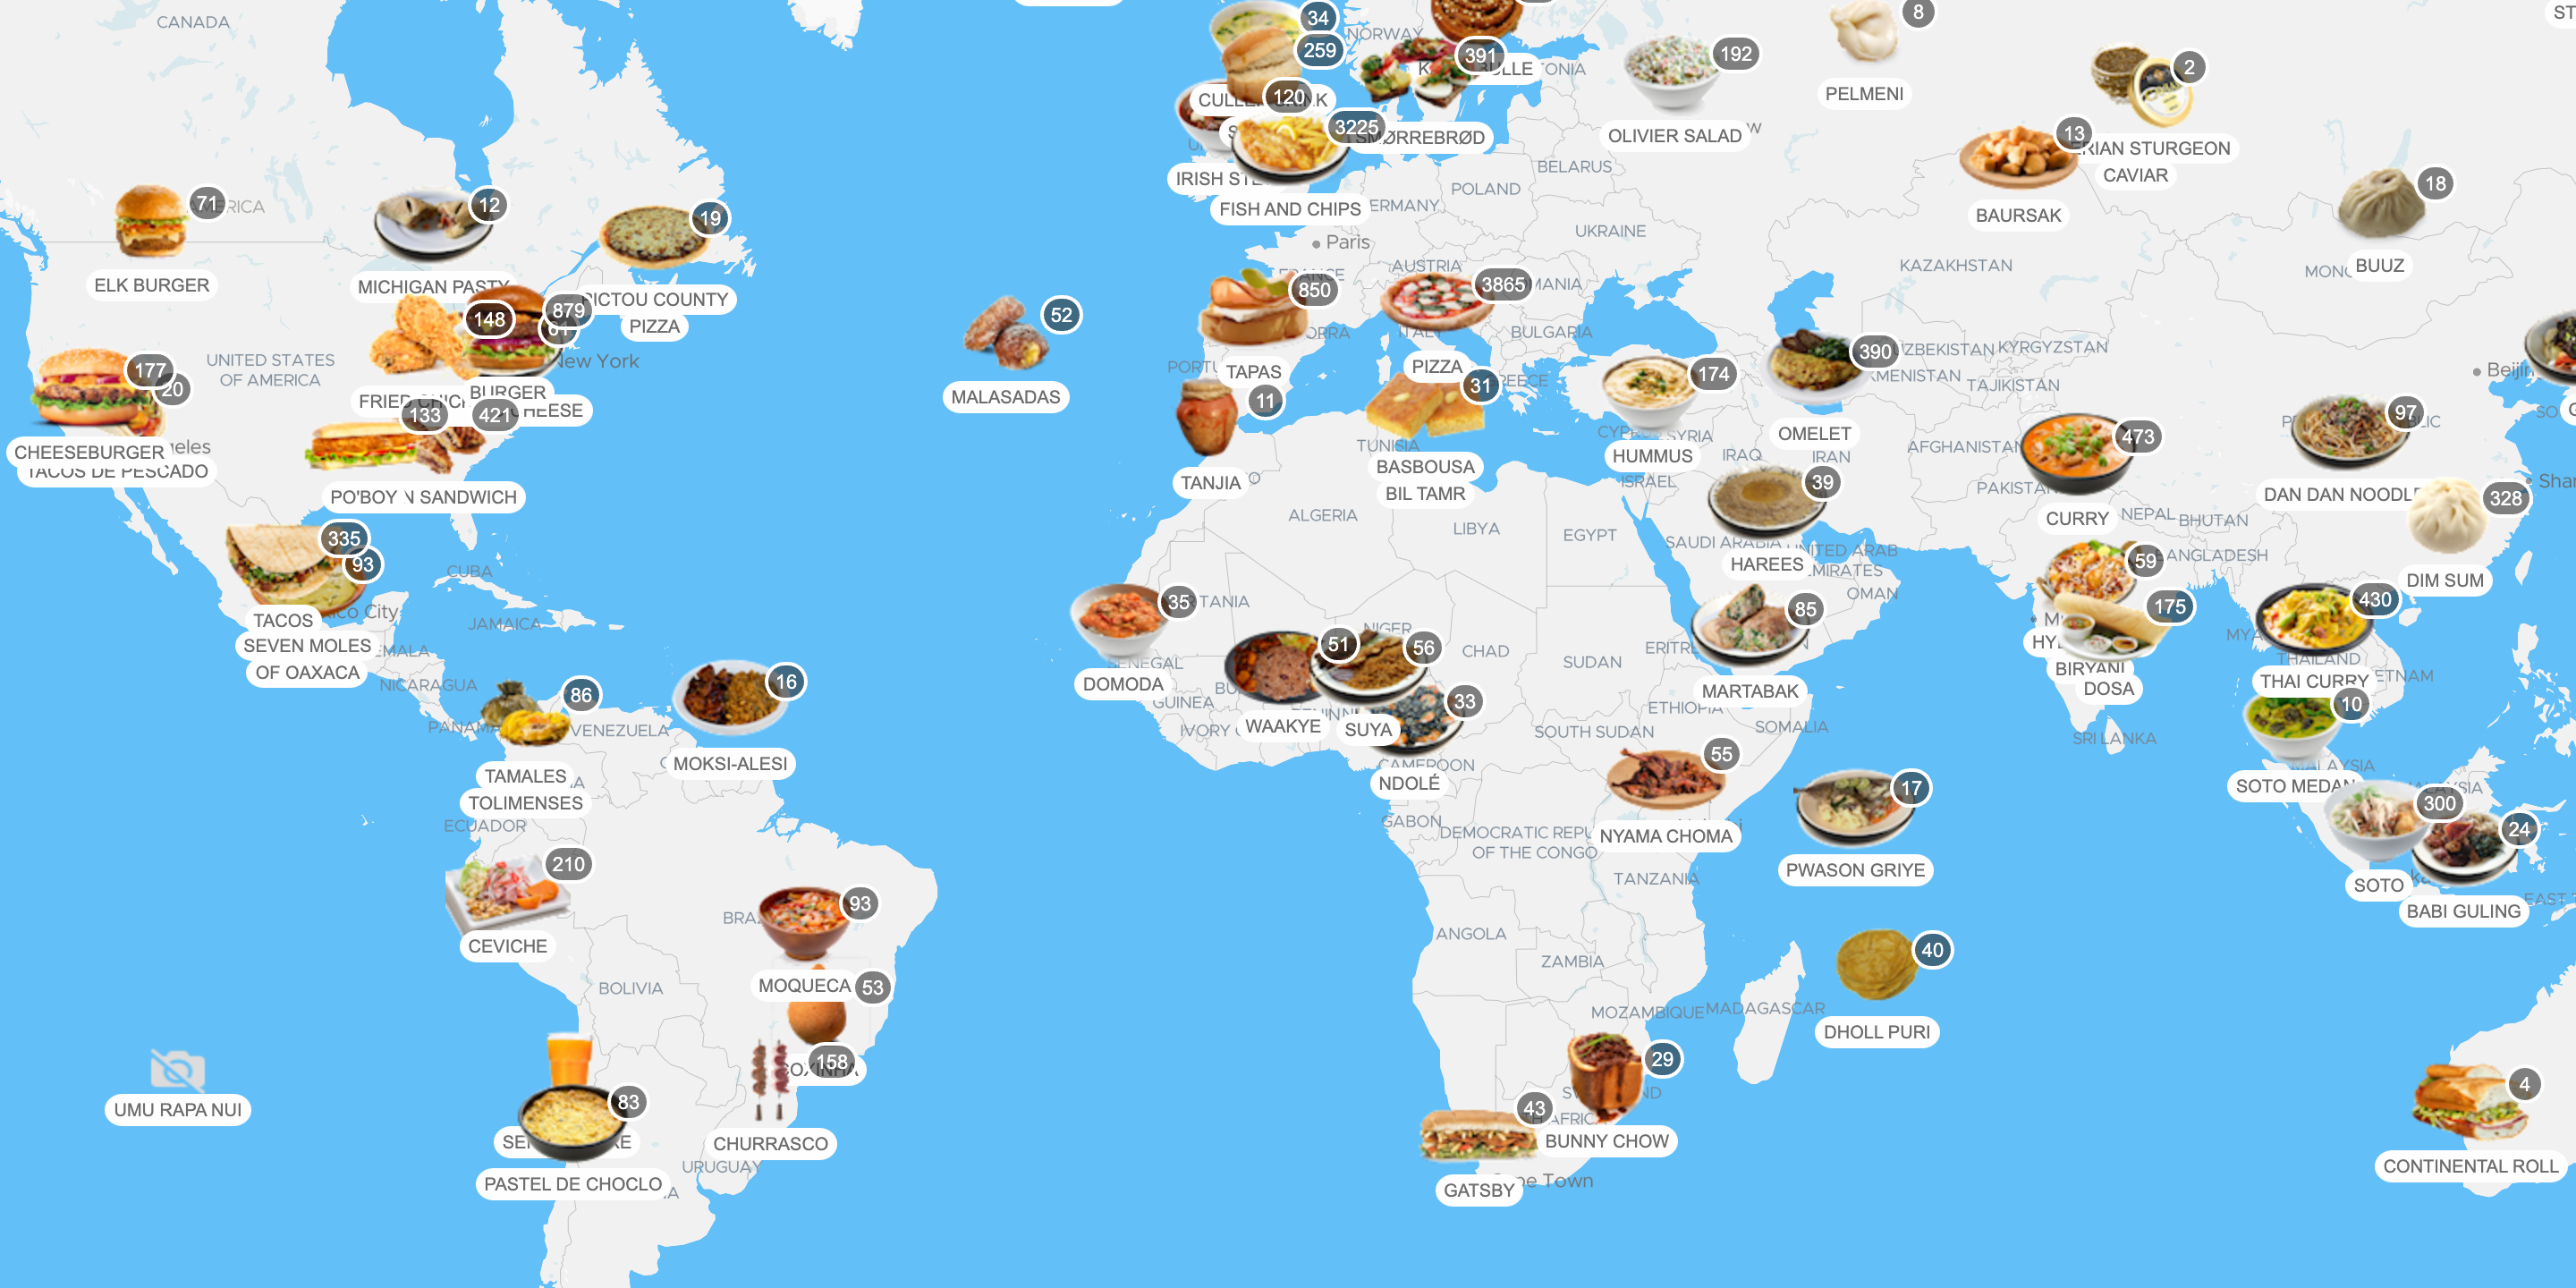 CANADA
34
259
NORWAY
391
192
8
2
120
3225
SMØRREBRØD
OLIVIER SALAD
PELMENI
13
STURGEON
CAVIAR
BELARUS
IRISH
POLAND
18
71
12
19
FISH AND CHIPS
BAURSAK
UKRAINE
Paris
ELK BURGER
MICHIGAN PASTY
PICTOU COUNTY
PIZZA
AUSTRIA
KAZAKHSTAN
BUUZ
850
3865
148
879
61
52
BULGARIA
390
UZBEKISTAN
KYRGYZSTAN
Beijing
UNITED STATES
OF AMERICA
New York
TAPAS
PIZZA
31
GREECE
174
TAJIKISTAN
177
20
FRIED
BURGER
CHEESE
MALASADAS
11
133
421
97
CHEESEBURGER
TACOS DE PESCADO
TUNISIA
SYRIA
OMELET
AFGHANISTAN
473
PO'BOY
SANDWICH
TANJIA
BASBOUSA
BIL TAMR
HUMMUS
IRAQ
IRAN
ISRAEL
39
PAKISTAN
DAN DAN
328
ALGERIA
LIBYA
EGYPT
CURRY
NEPAL
BHUTAN
335
93
SAUDI ARABIA
UNITED ARAB
EMIRATES
HAREES
59
BANGLADESH
DIM SUM
CUBA
35
OMAN
85
175
430
TACOS
JAMAICA
SEVEN MOLES
OF OAXACA
51
NIGER
56
CHAD
SUDAN
SENEGAL
DOMODA
NICARAGUA
86
16
GUINEA
33
MARTABAK
ETHIOPIA
BIRYANI
DOSA
THAILAND
THAI CURRY
10
PANAMA
VENEZUELA
WAAKYE
SUYA
SOUTH SUDAN
SOMALIA
SRI LANKA
MOKSI-ALESI
CAMEROON
NDOLÉ
55
TAMALES
TOLIMENSES
17
SOTO MEDAN
300
24
ECUADOR
GABON
DEMOCRATIC
OF THE CONGO
NYAMA CHOMA
210
PWASON GRIYE
TANZANIA
SOTO
BABI GULING
93
CEVICHE
ANGOLA
40
ZAMBIA
MOQUECA
53
BOLIVIA
MOZAMBIQUE
MADAGASCAR
DHOLL PURI
158
COXINHA
29
4
UMU RAPA NUI
83
43
CHURRASCO
BUNNY CHOW
URUGUAY
PASTEL DE CHOCLO
GATSBY
Town
CONTINENTAL ROLL